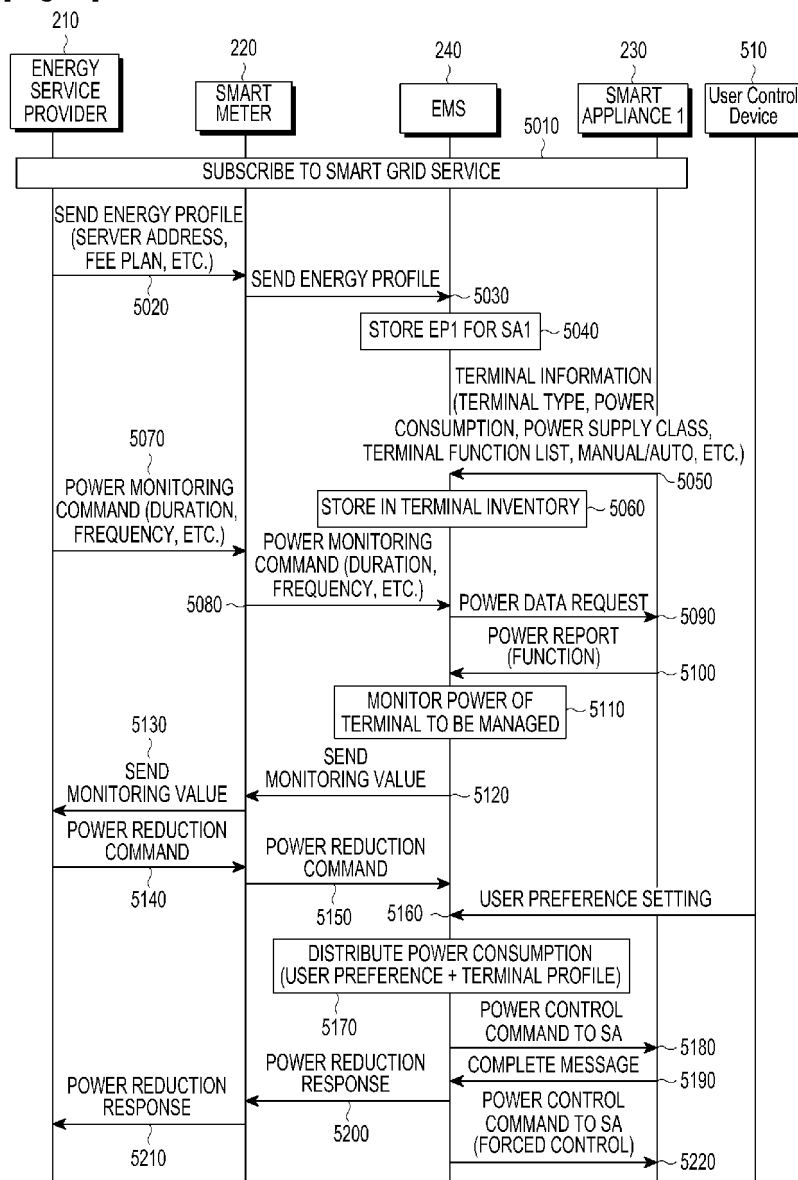 210
220
240
230
510
ENERGY
SERVICE
PROVIDER
SMART
METER
EMS
SMART
APPLIANCE 1
User Control
Device
5010
SUBSCRIBE TO SMART GRID SERVICE
SEND ENERGY PROFILE
(SERVER ADDRESS,
FEE PLAN, ETC.)
5020
SEND ENERGY PROFILE
5030
STORE EP1 FOR SA1
5040
TERMINAL INFORMATION
(TERMINAL TYPE, POWER
CONSUMPTION, POWER SUPPLY CLASS,
TERMINAL FUNCTION LIST, MANUAL/AUTO, ETC.)
5050
STORE IN TERMINAL INVENTORY
5060
5070
POWER MONITORING
COMMAND (DURATION,
FREQUENCY, ETC.)
POWER MONITORING
COMMAND (DURATION,
FREQUENCY, ETC.)
5080
POWER DATA REQUEST
5090
POWER REPORT
(FUNCTION)
5100
MONITOR POWER OF
TERMINAL TO BE MANAGED
5110
SEND
MONITORING VALUE
5120
5130
SEND
MONITORING VALUE
POWER REDUCTION
COMMAND
5140
POWER REDUCTION
COMMAND
5150
USER PREFERENCE SETTING
5160
DISTRIBUTE POWER CONSUMPTION
(USER PREFERENCE + TERMINAL PROFILE)
5170
POWER CONTROL
COMMAND TO SA
5180
COMPLETE MESSAGE
5190
POWER REDUCTION
RESPONSE
5200
POWER REDUCTION
RESPONSE
5210
POWER CONTROL
COMMAND TO SA
(FORCED CONTROL)
5220